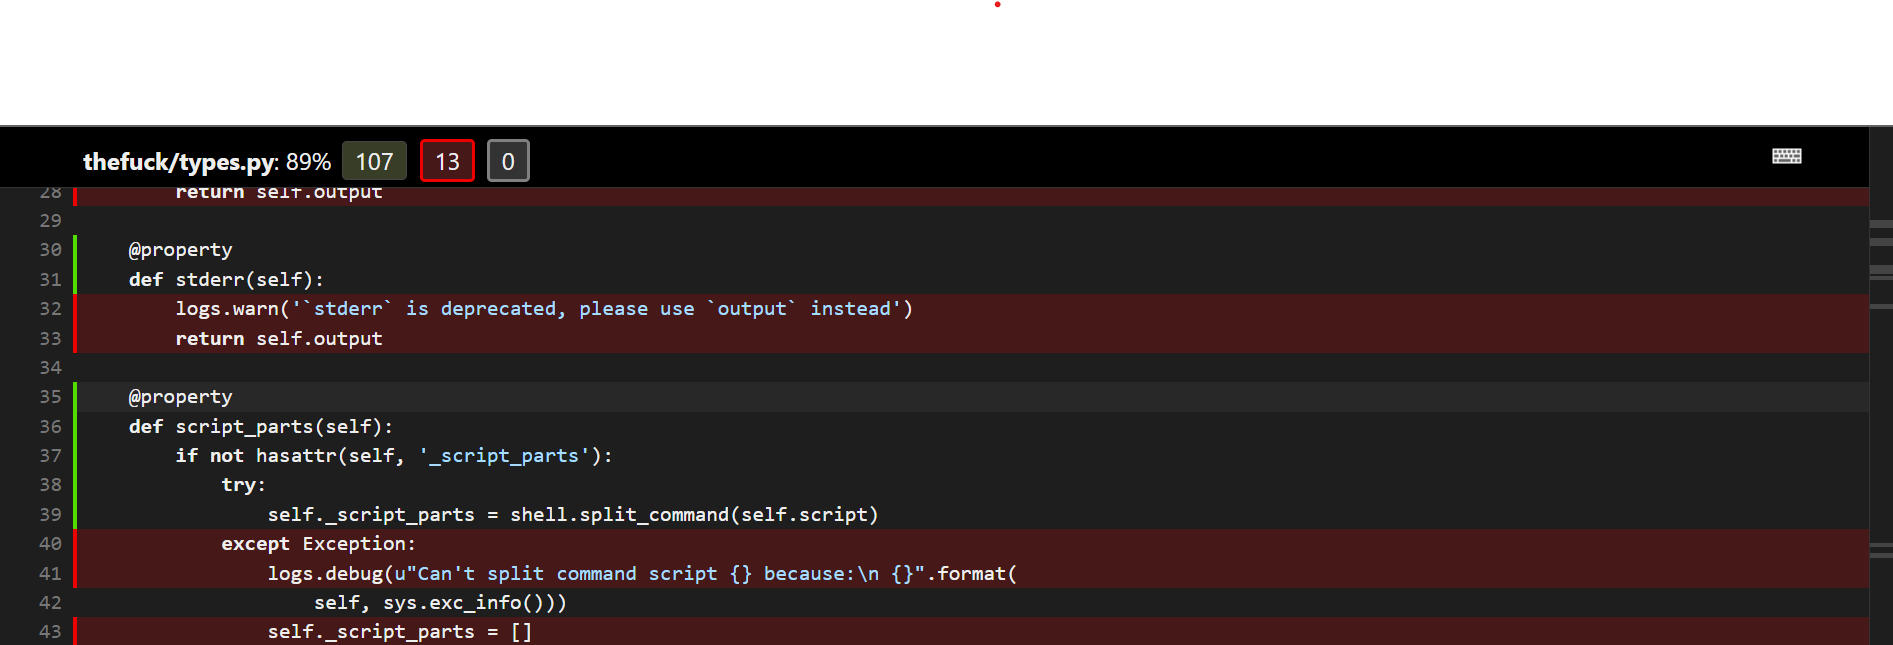 thefuck/types.py: 89% 107 13 0
28         return self.output
29
30     @property
31     def stderr(self):
32         logs.warn('`stderr` is deprecated, please use `output` instead')
33         return self.output
34
35     @property
36     def script_parts(self):
37         if not hasattr(self, '_script_parts'):
38             try:
39                 self._script_parts = shell.split_command(self.script)
40             except Exception:
41                 logs.debug(u"Can't split command script {} because:\n {}".format(
42                     self, sys.exc_info()))
43                 self._script_parts = []